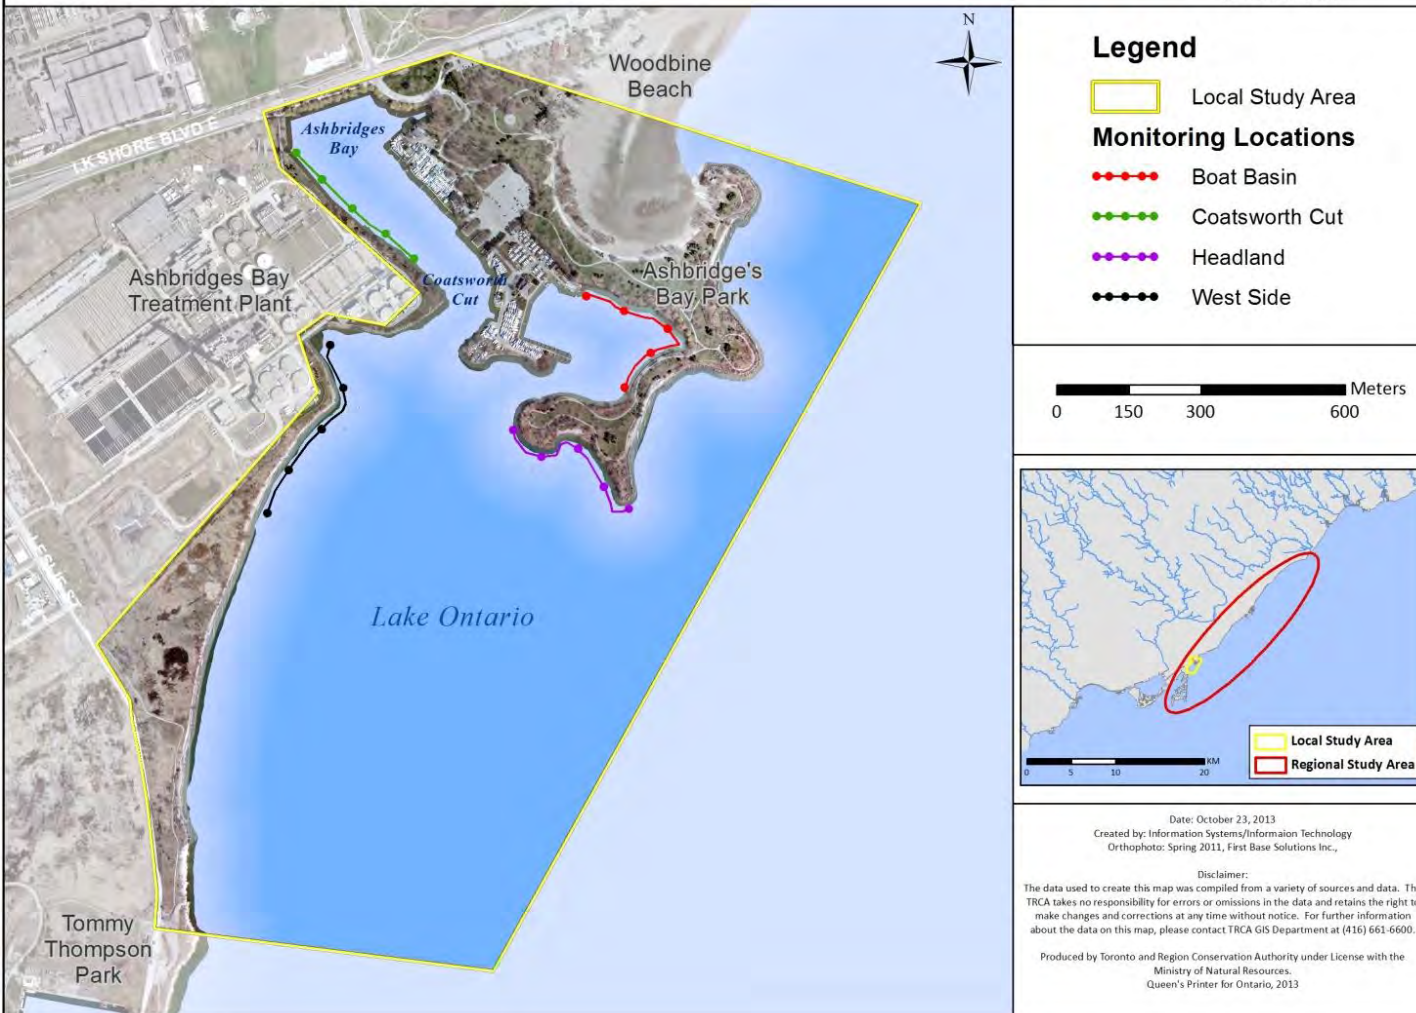 N
Woodbine
Beach
Ashbridges
Bay
LKSHORE BLVD E
Ashbridges Bay
Treatment Plant
Coatsworth
Cut
Ashbridge's
Bay Park
LESLIE ST
Lake Ontario
Tommy
Thompson
Park
Legend
Local Study Area
Monitoring Locations
Boat Basin
Coatsworth Cut
Headland
West Side
Meters
0 150 300 600
KM
0 5 10 20
Local Study Area
Regional Study Area
Date: October 23, 2013
Created by: Information Systems/Informaion Technology
Orthophoto: Spring 2011, First Base Solutions Inc.,
Disclaimer:
The data used to create this map was compiled from a variety of sources and data. Th
TRCA takes no responsibility for errors or omissions in the data and retains the right to
make changes and corrections at any time without notice. For further information
about the data on this map, please contact TRCA GIS Department at (416) 661-6600.
Produced by Toronto and Region Conservation Authority under License with the
Ministry of Natural Resources.
Queen's Printer for Ontario, 2013